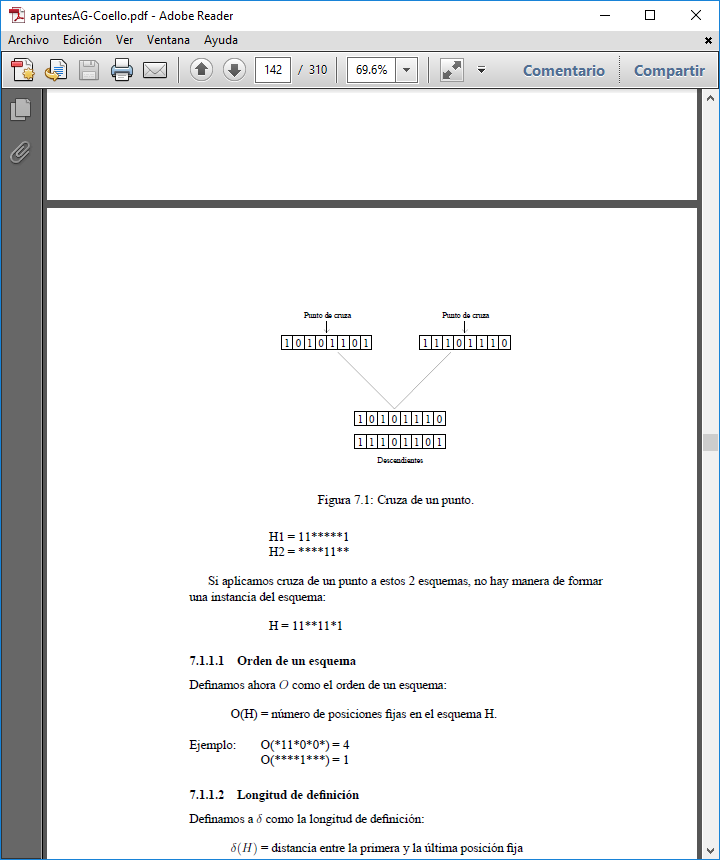 apuntesAG-Coello.pdf - Adobe Reader
Archivo Edición Ver Ventana Ayuda
142 / 310 69.6% Comentario Compartir
Punto de cruza Punto de cruza
1 0 1 0 1 1 0 1 1 1 1 0 1 1 1 0
1 0 1 0 1 1 1 0
1 1 1 0 1 1 0 1
Descendientes
Figura 7.1: Cruza de un punto.
H1 = 11*****1
H2 = ****11**
Si aplicamos cruza de un punto a estos 2 esquemas, no hay manera de formar
una instancia del esquema:
H = 11**11*1
7.1.1.1 Orden de un esquema
Definamos ahora O como el orden de un esquema:
O(H) = número de posiciones fijas en el esquema H.
Ejemplo: O(*11*0*0*) = 4
O(****1***) = 1
7.1.1.2 Longitud de definición
Definamos a δ como la longitud de definición:
δ(H) = distancia entre la primera y la última posición fija